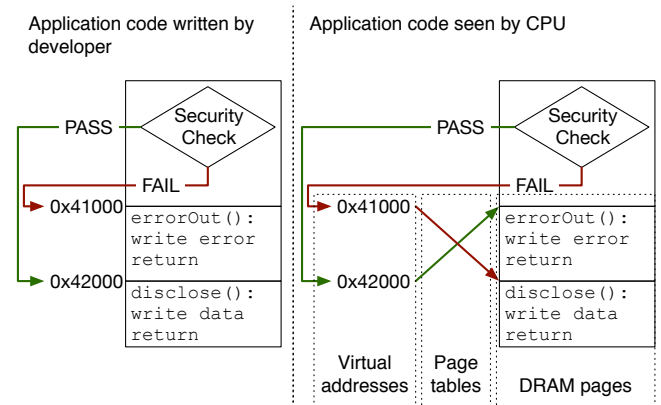 Application code written by
developer
Security
Check
PASS
FAIL
0x41000
errorOut():
write error
return
0x42000
disclose():
write data
return
Application code seen by CPU
Security
Check
PASS
FAIL
0x41000
errorOut():
write error
return
0x42000
disclose():
write data
return
Virtual
addresses
Page
tables
DRAM pages